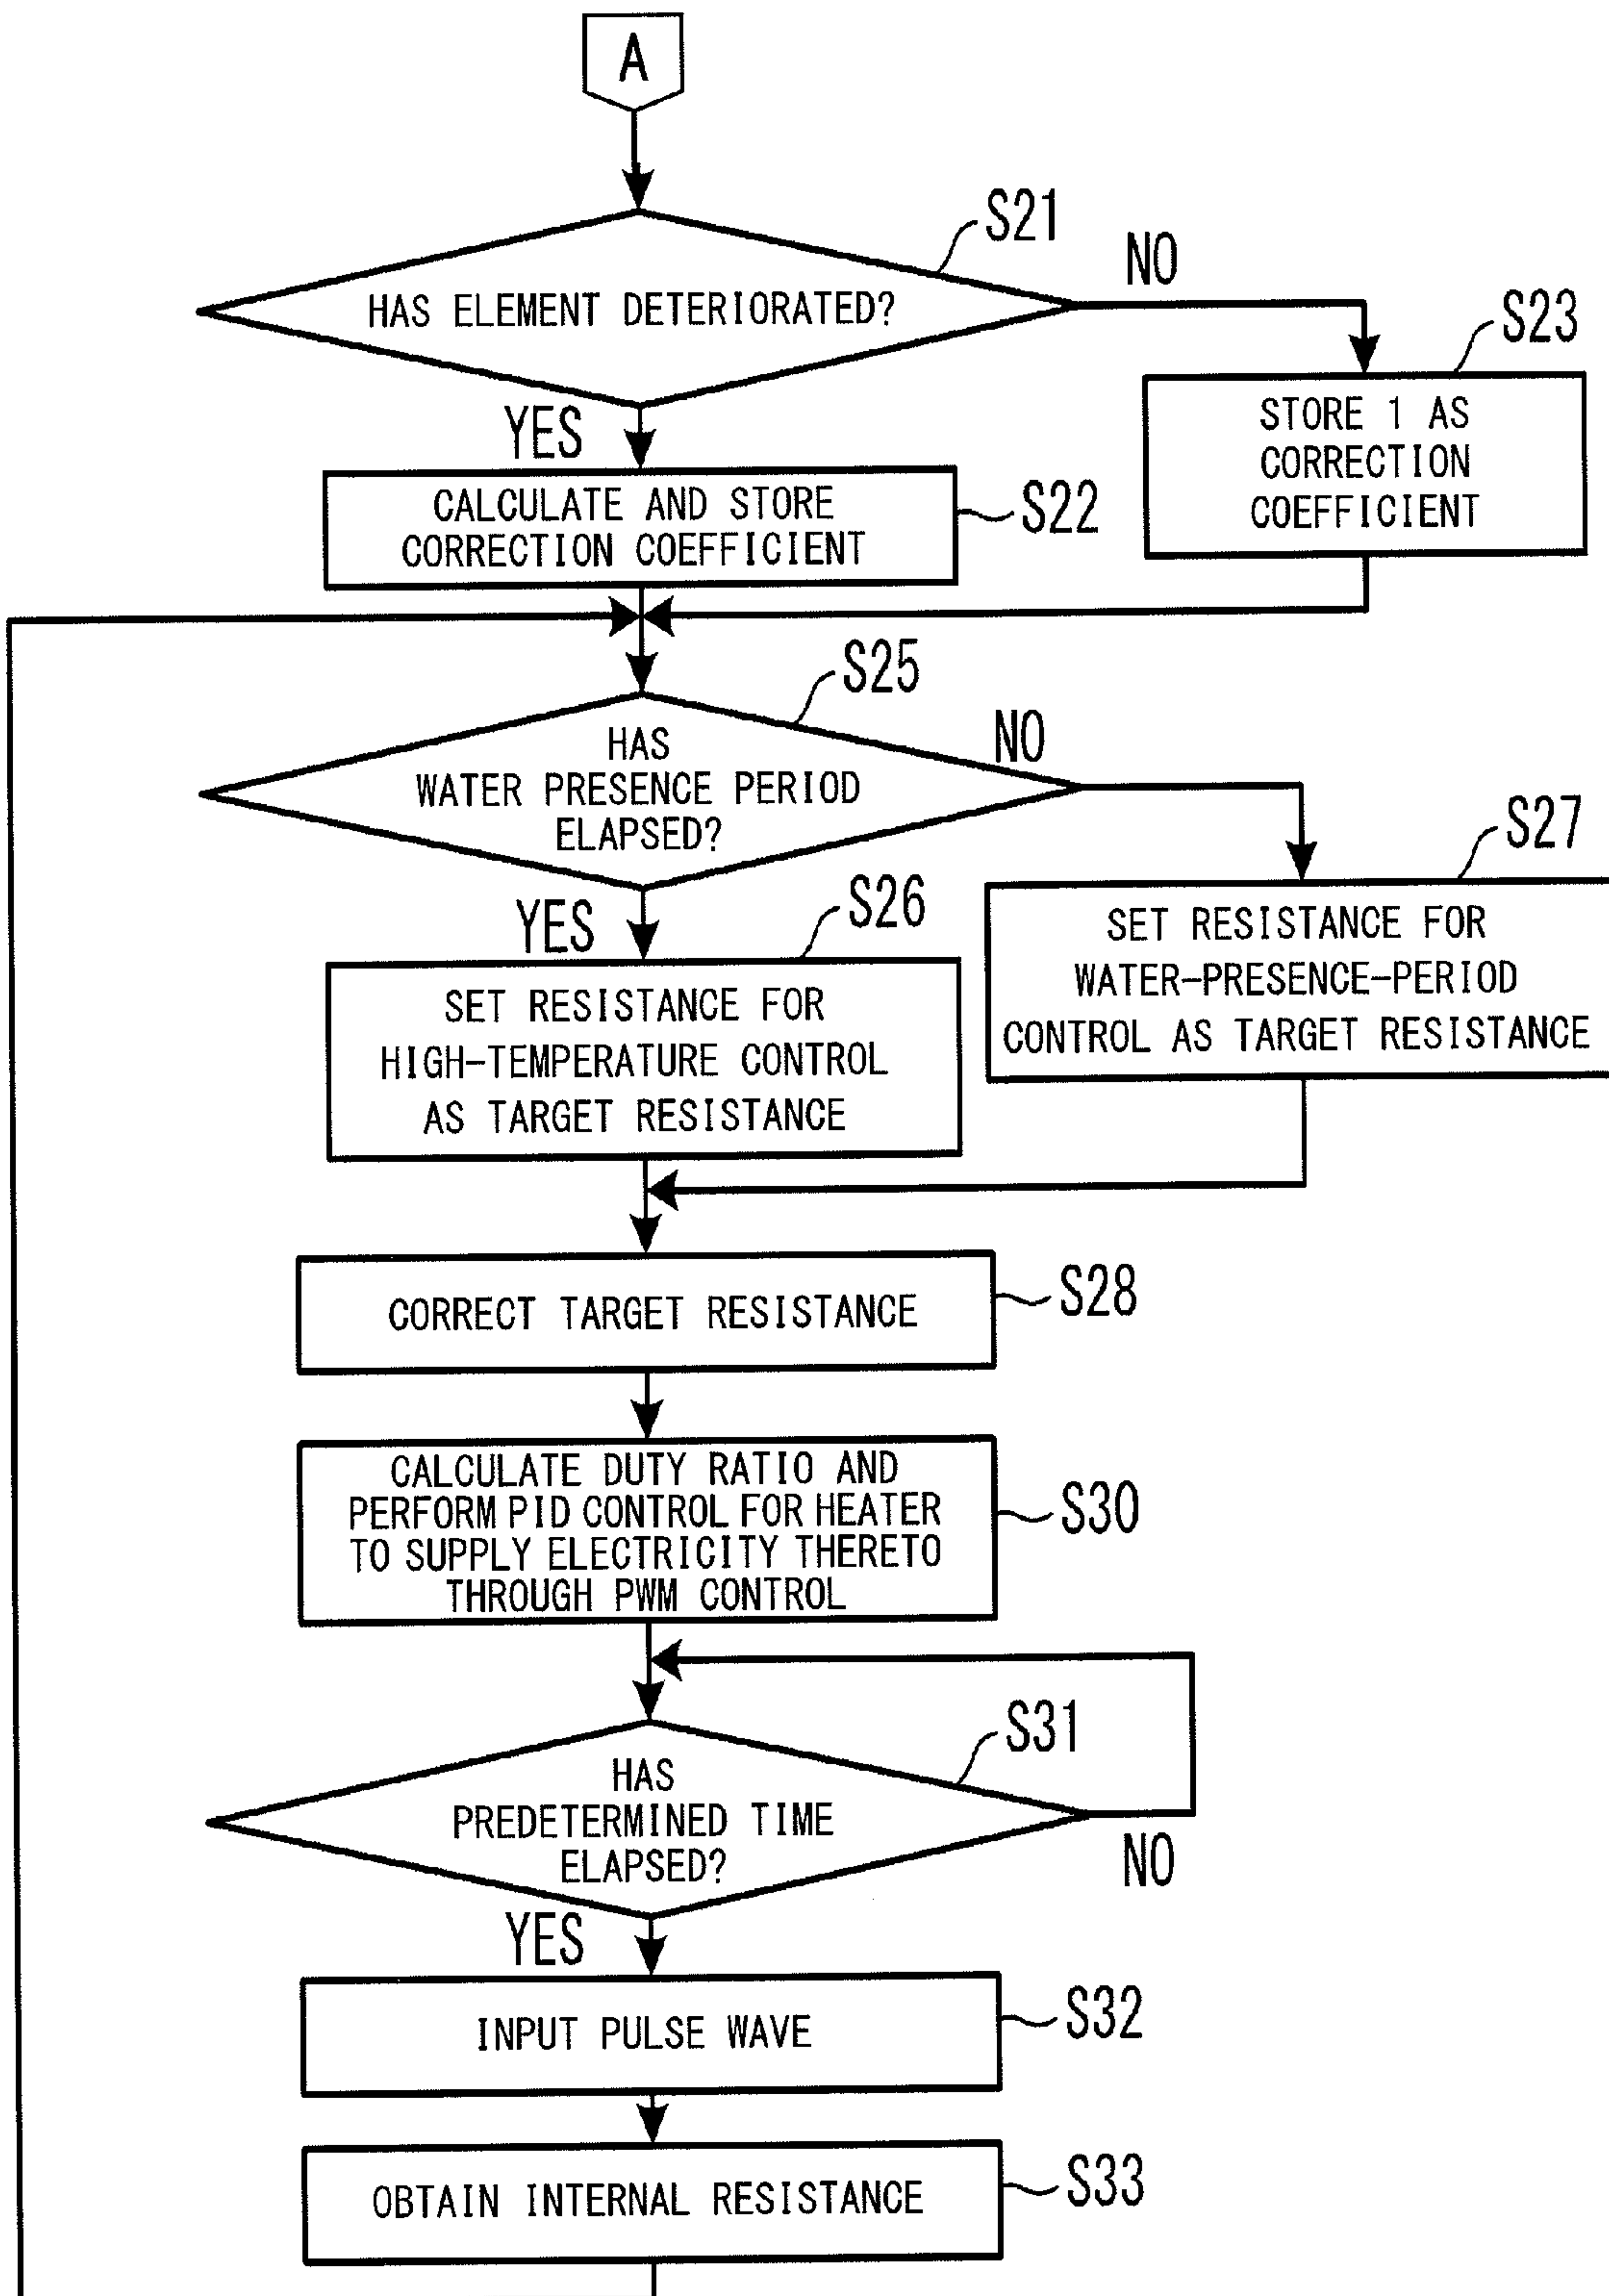 A
S21
NO
HAS ELEMENT DETERIORATED?
S23
YES
STORE 1 AS
CORRECTION
COEFFICIENT
CALCULATE AND STORE
CORRECTION COEFFICIENT
S22
S25
NO
HAS
WATER PRESENCE PERIOD
ELAPSED?
S27
YES
S26
SET RESISTANCE FOR
WATER-PRESENCE-PERIOD
CONTROL AS TARGET RESISTANCE
SET RESISTANCE FOR
HIGH-TEMPERATURE CONTROL
AS TARGET RESISTANCE
CORRECT TARGET RESISTANCE
S28
CALCULATE DUTY RATIO AND
PERFORM PID CONTROL FOR HEATER
TO SUPPLY ELECTRICITY THERETO
THROUGH PWM CONTROL
S30
S31
HAS
PREDETERMINED TIME
ELAPSED?
NO
YES
INPUT PULSE WAVE
S32
OBTAIN INTERNAL RESISTANCE
S33